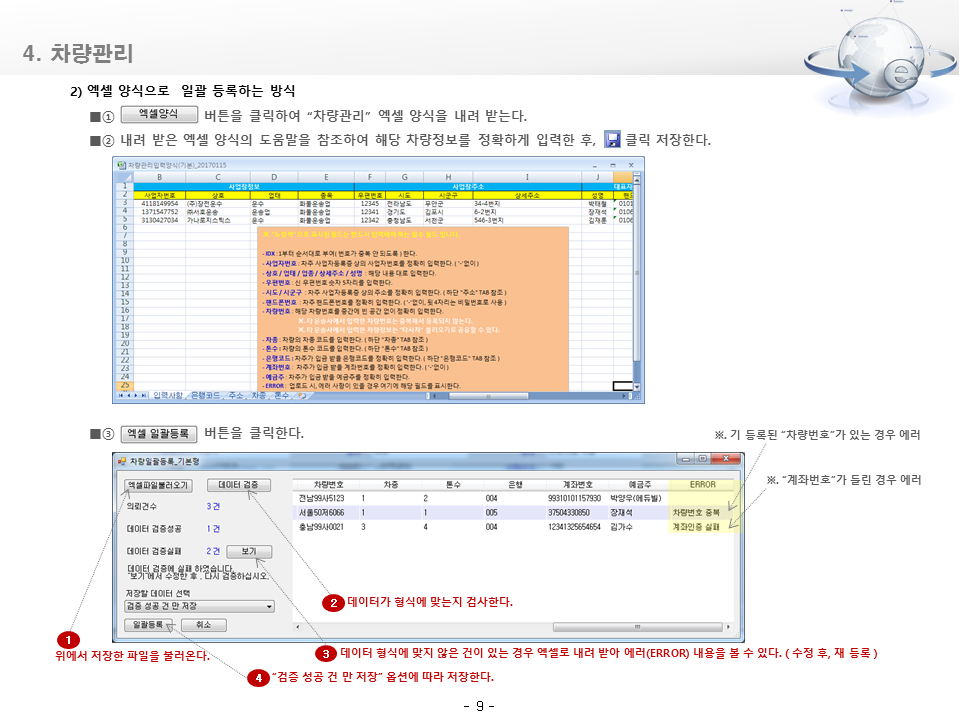 4. 차량관리
2) 엑셀 양식으로 일괄 등록하는 방식
■① 엑셀양식 버튼을 클릭하여 “차량관리” 엑셀 양식을 내려 받는다.
■② 내려 받은 엑셀 양식의 도움말을 참조하여 해당 차량정보를 정확하게 입력한 후, 클릭 저장한다.
차량관리입력양식(기본)_20170115
B C D E F G H I J
1 사업장정보 사업장주소 대표자
2 사업자번호 상호 업태 종목 우편번호 시도 시군구 상세주소 성명
3 4118149954 (주)장전운수 운수 화물운송업 12345 전라남도 무안군 34-4번지 박태철 0101
4 1371547752 ㈜서호운송 운송업 화물운송업 12341 경기도 김포시 6-2번지 장재석 0106
5 3130427034 가나로지스틱스 운수 화물운송업 12342 충청남도 서천군 546-3번지 김재훈 0106
6
7
8
- IDX : 1부터 순서대로 부여( 번호가 중복 안 되도록 ) 한다.
9
10
- 사업자번호 : 차주 사업자등록증 상의 사업자번호를 정확히 입력한다. ( '-'없이 )
11
- 상호 / 업태 / 업종 / 상세주소 / 성명 : 해당 내용 대로 입력한다.
12
- 우편번호 : 신 우편번호 숫자 5자리를 입력한다.
13
- 시도 / 시군구 : 차주 사업자등록증 상의 주소를 정확히 입력한다. ( 하단 "주소" TAB 참조 )
14
- 핸드폰번호 : 차주 핸드폰번호를 정확히 입력한다. ( '-'없이, 뒷 4자리는 비밀번호로 사용 )
15
16
- 차량번호 : 해당 차량번호를 중간에 빈 공간 없이 정확히 입력한다.
17
※. 타 운송사에서 입력한 차량번호는 중복해서 등록되지 않는다.
18
※. 타 운송사에서 입력한 차량정보는 "타사차" 불러오기로 공유할 수 있다.
19
- 차종 : 차량의 차종 코드를 입력한다. ( 하단 "차종" TAB 참조 )
20
- 톤수 : 차량의 톤수 코드를 입력한다. ( 하단 "톤수" TAB 참조 )
21
- 은행코드 : 차주가 입금 받을 은행코드를 정확히 입력한다. ( 하단 "은행코드" TAB 참조 )
22
- 계좌번호 : 차주가 입금 받을 계좌번호를 정확히 입력한다. ( '-'없이 )
23
- 예금주 : 차주가 입금 받을 예금주를 정확히 입력한다.
24
25
- ERROR : 업로드 시, 에러 사항이 있을 경우 여기에 해당 필드를 표시한다.
입력사항 은행코드 주소 차종 톤수
■③ 엑셀 일괄등록 버튼을 클릭한다.
※. 기 등록된 “차량번호”가 있는 경우 에러
차량일괄등록_기본형
※. “계좌번호”가 틀린 경우 에러
엑셀파일불러오기 데이터 검증
차량번호 차종 톤수 은행 계좌번호 예금주 ERROR
전남99사5123 1 2 004 99310101157930 박양우(에듀빌)
의뢰건수 3 건
서울50저6066 1 1 005 37504330850 장재석 차량번호 중복
데이터 검증성공 1 건
충남99사0021 3 4 004 12341325654654 김가수 계좌인증 실패
데이터 검증실패 2 건 보기
데이터 검증에 실패 하였습니다.
"보기"에서 수정한 후 , 다시 검증하십시오.
저장할 데이터 선택
검증 성공 건 만 저장
일괄등록 취소
2 데이터가 형식에 맞는지 검사한다.
1
위에서 저장한 파일을 불러온다.
3 데이터 형식에 맞지 않은 건이 있는 경우 엑셀로 내려 받아 에러(ERROR) 내용을 볼 수 있다. ( 수정 후, 재 등록 )
4 “검증 성공 건 만 저장” 옵션에 따라 저장한다.
- 9 -